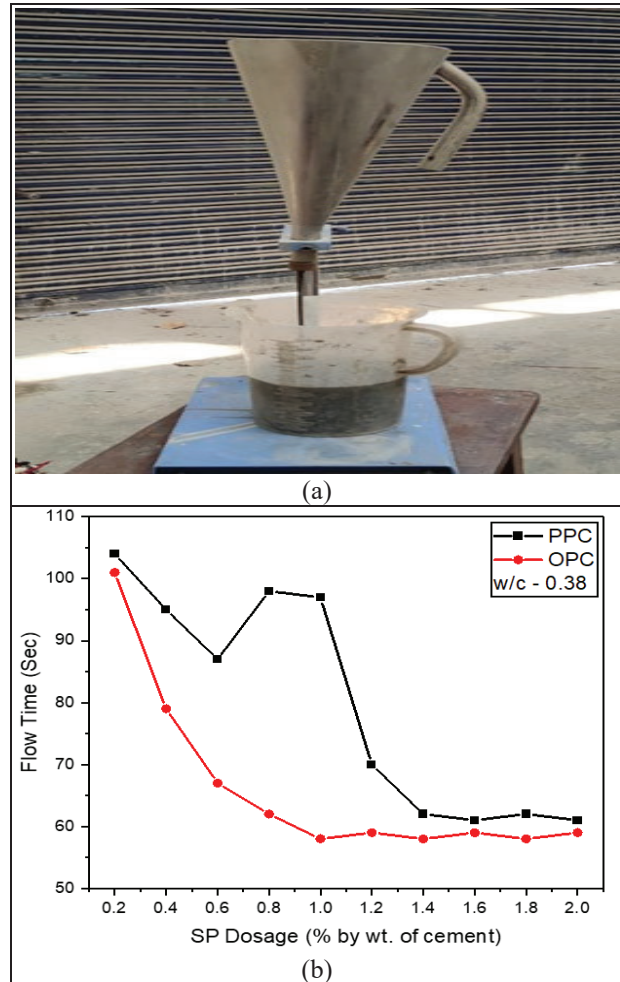 (a)
110
100
90
80
70
60
50
Flow Time (Sec)
PPC
OPC
w/c - 0.38
0.2 0.4 0.6 0.8 1.0 1.2 1.4 1.6 1.8 2.0
SP Dosage (% by wt. of cement)
(b)